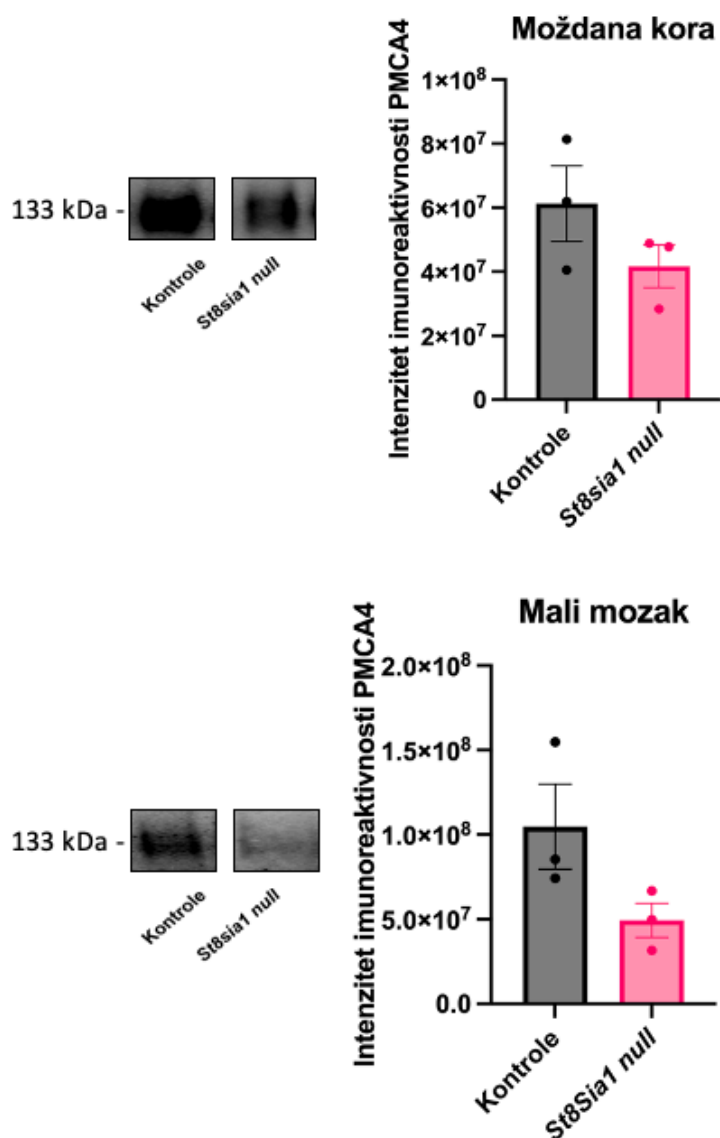 Moždana kora
Intenzitet imunoreaktivnosti PMCA4
1×10⁸
8×10⁷
6×10⁷
4×10⁷
2×10⁷
0
Kontrole
St8sia1 null
133 kDa -
Kontrole
St8sia1 null
Mali mozak
Intenzitet imunoreaktivnosti PMCA4
2.0×10⁸
1.5×10⁸
1.0×10⁸
5.0×10⁷
0.0
Kontrole
St8Sia1 null
133 kDa -
Kontrole
St8sia1 null